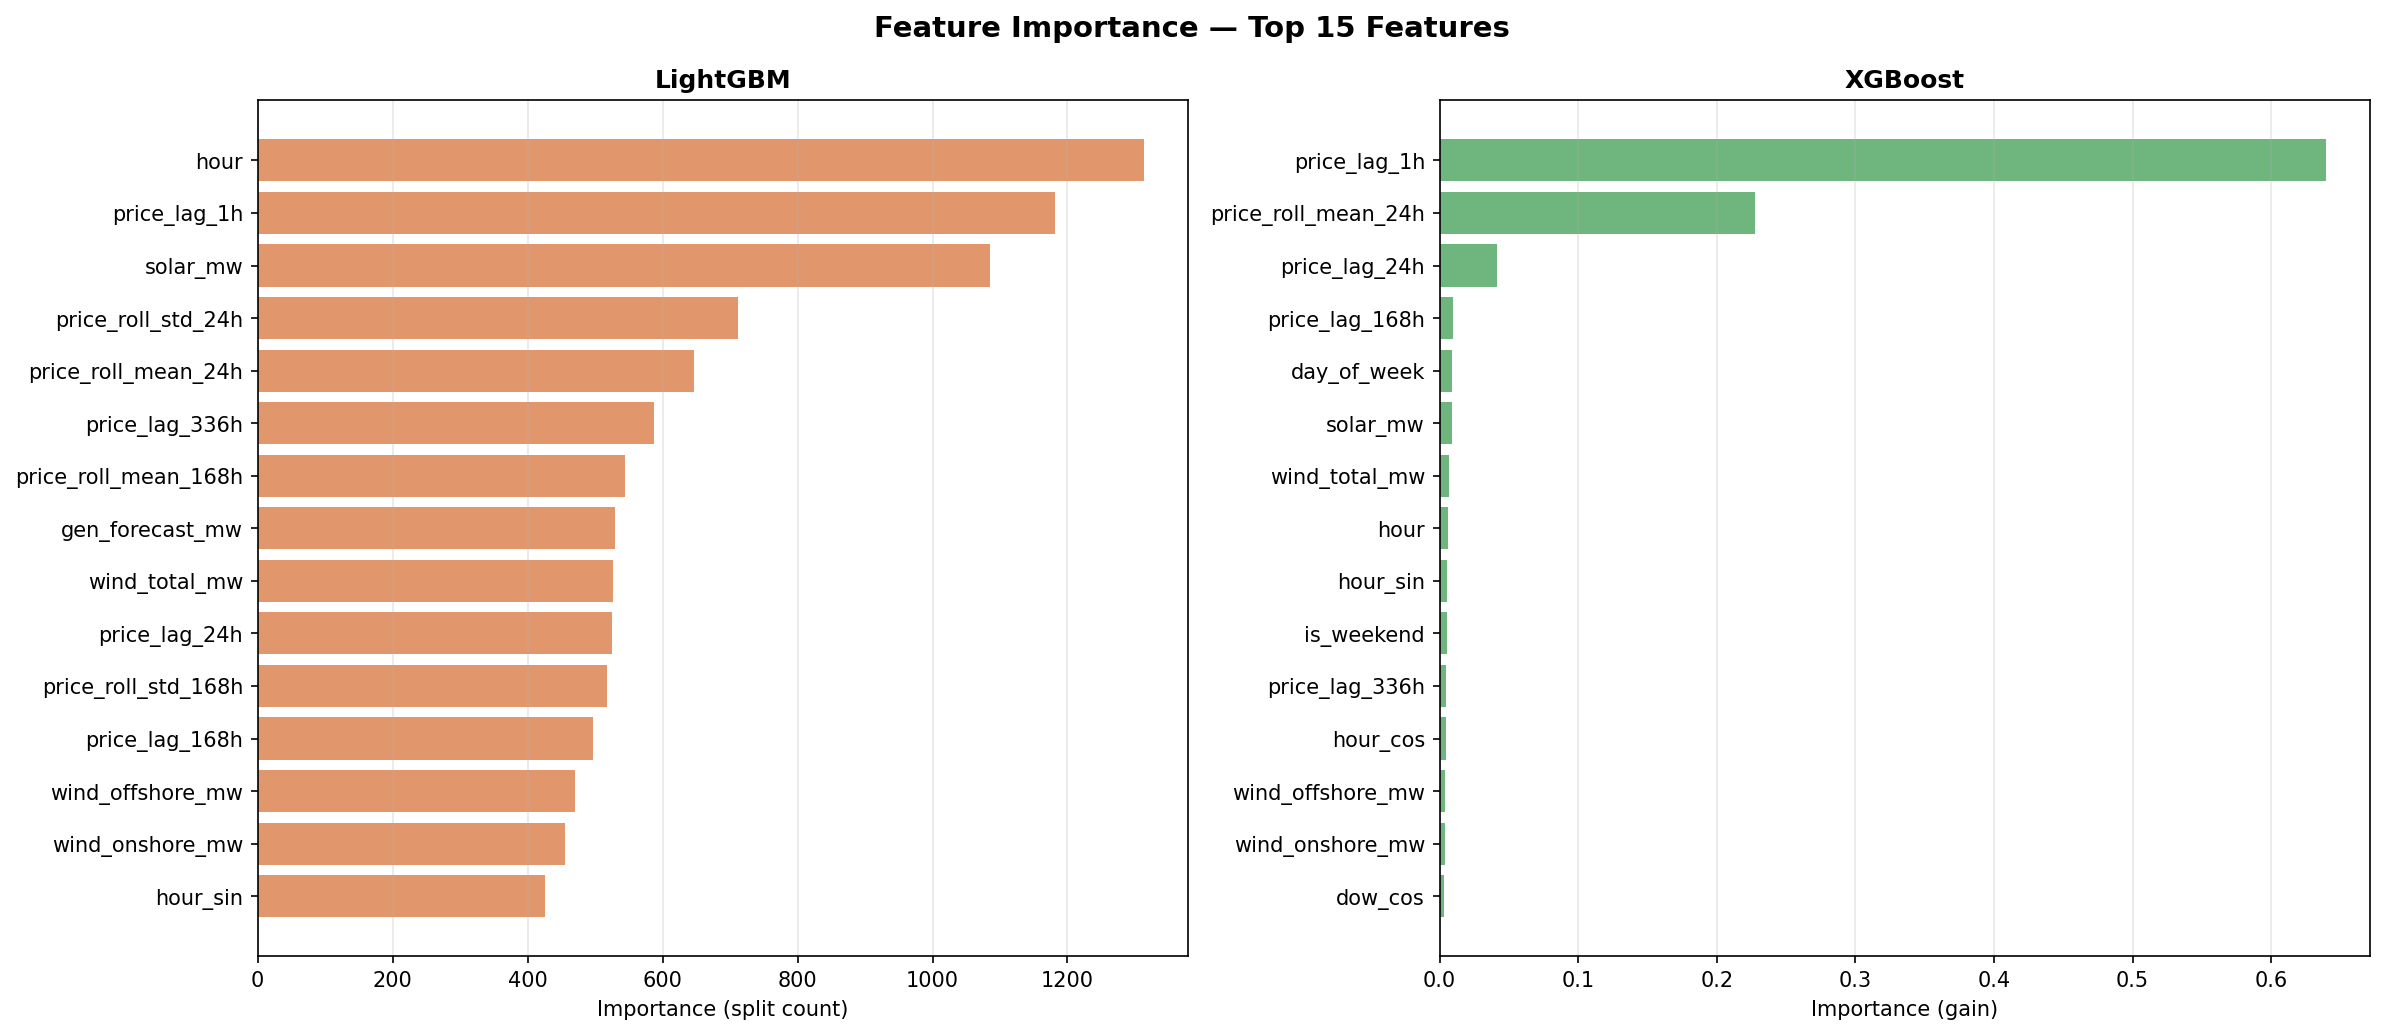 Feature Importance — Top 15 Features
LightGBM
hour
price_lag_1h
solar_mw
price_roll_std_24h
price_roll_mean_24h
price_lag_336h
price_roll_mean_168h
gen_forecast_mw
wind_total_mw
price_lag_24h
price_roll_std_168h
price_lag_168h
wind_offshore_mw
wind_onshore_mw
hour_sin
0 200 400 600 800 1000 1200
Importance (split count)
XGBoost
price_lag_1h
price_roll_mean_24h
price_lag_24h
price_lag_168h
day_of_week
solar_mw
wind_total_mw
hour
hour_sin
is_weekend
price_lag_336h
hour_cos
wind_offshore_mw
wind_onshore_mw
dow_cos
0.0 0.1 0.2 0.3 0.4 0.5 0.6
Importance (gain)